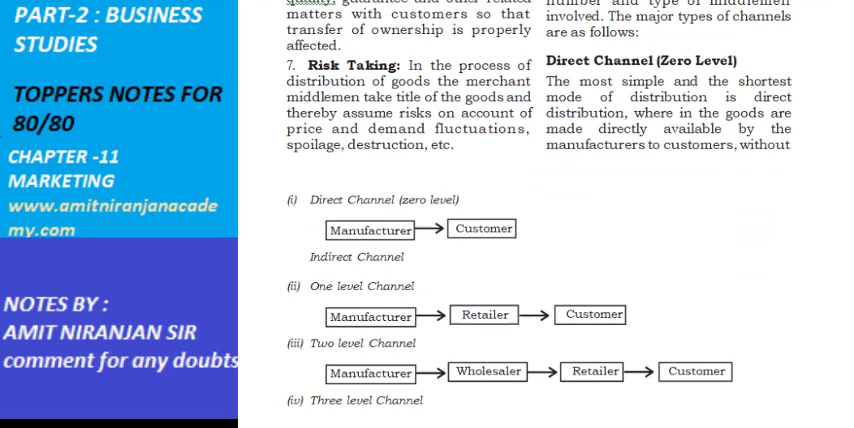 PART-2 : BUSINESS
STUDIES
TOPPERS NOTES FOR
80/80
CHAPTER -11
MARKETING
www.amitniranjanacade
my.com
NOTES BY :
AMIT NIRANJAN SIR
comment for any doubts
quality, guarantee and other related
matters with customers so that
transfer of ownership is properly
affected.
7. Risk Taking: In the process of
distribution of goods the merchant
middlemen take title of the goods and
thereby assume risks on account of
price and demand fluctuations,
spoilage, destruction, etc.
number and type of middlemen
involved. The major types of channels
are as follows:
Direct Channel (Zero Level)
The most simple and the shortest
mode of distribution is direct
distribution, where in the goods are
made directly available by the
manufacturers to customers, without
(i) Direct Channel (zero level)
Manufacturer Customer
Indirect Channel
(ii) One level Channel
Manufacturer Retailer Customer
(iii) Two level Channel
Manufacturer Wholesaler Retailer Customer
(iv) Three level Channel